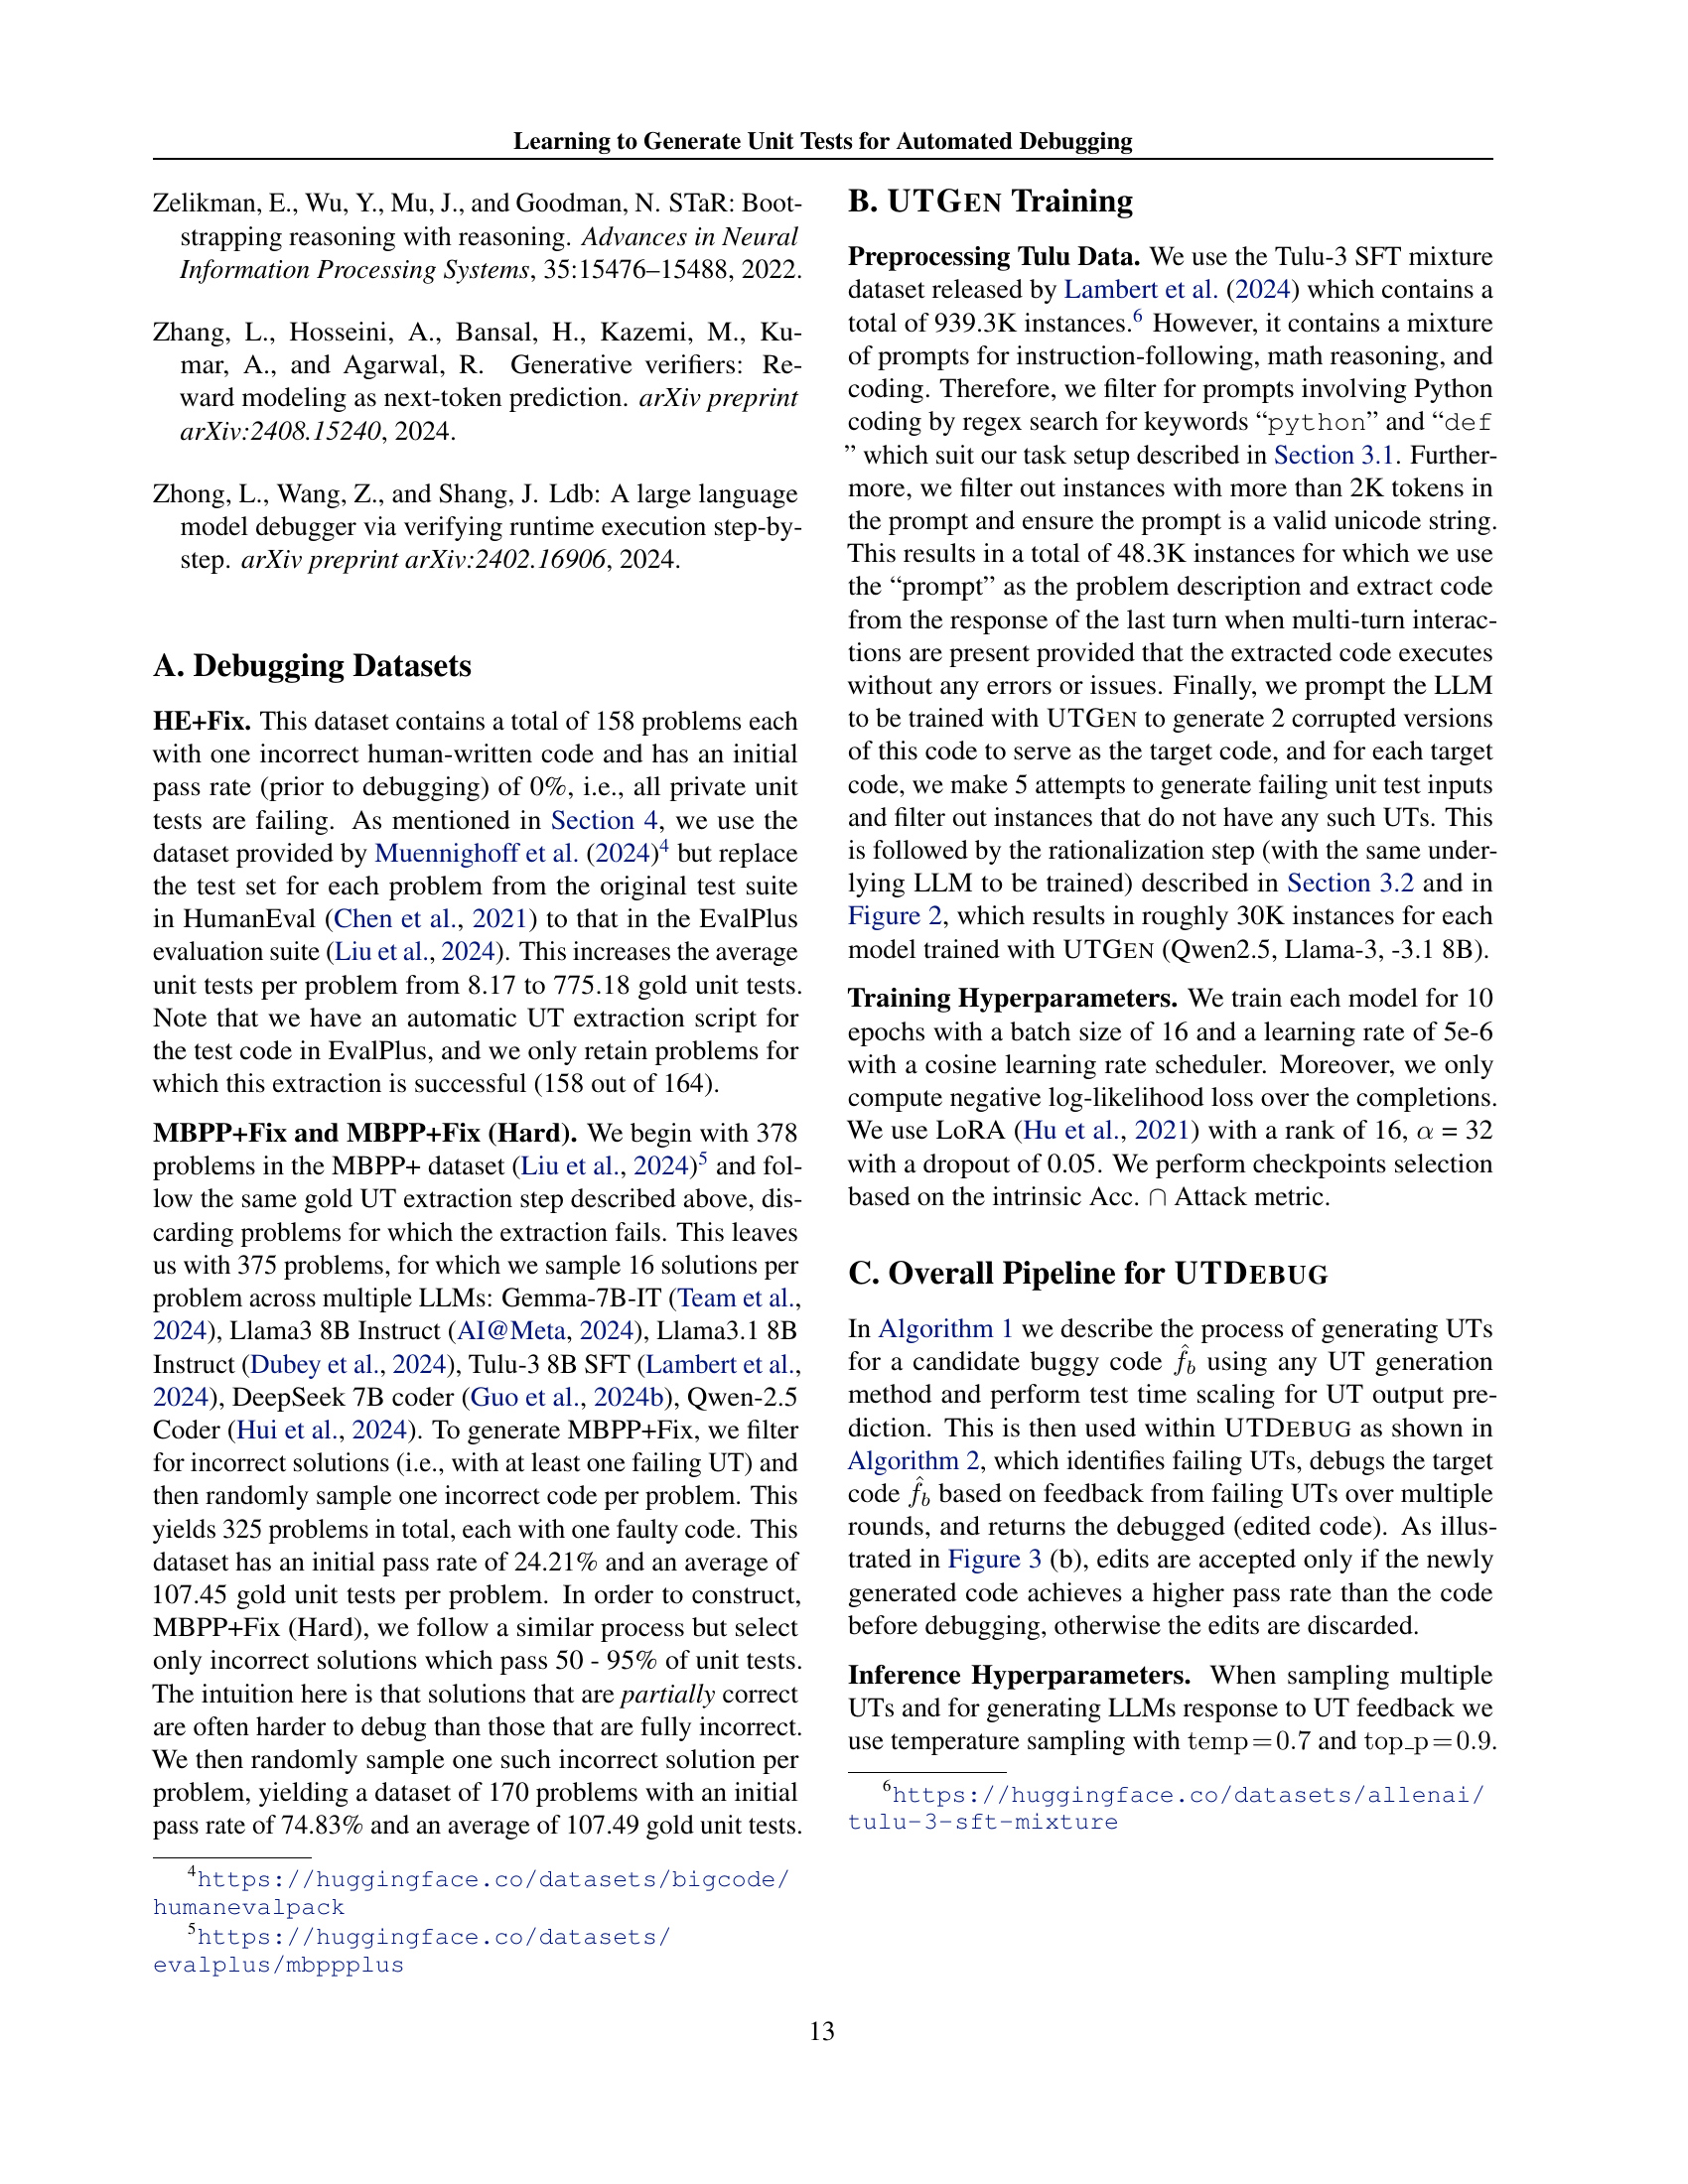 Learning to Generate Unit Tests for Automated Debugging
Zelikman, E., Wu, Y., Mu, J., and Goodman, N. STaR: Boot-
strapping reasoning with reasoning. Advances in Neural
Information Processing Systems, 35:15476–15488, 2022.
Zhang, L., Hosseini, A., Bansal, H., Kazemi, M., Ku-
mar, A., and Agarwal, R. Generative verifiers: Re-
ward modeling as next-token prediction. arXiv preprint
arXiv:2408.15240, 2024.
Zhong, L., Wang, Z., and Shang, J. Ldb: A large language
model debugger via verifying runtime execution step-by-
step. arXiv preprint arXiv:2402.16906, 2024.
A. Debugging Datasets
HE+Fix. This dataset contains a total of 158 problems each
with one incorrect human-written code and has an initial
pass rate (prior to debugging) of 0%, i.e., all private unit
tests are failing. As mentioned in Section 4, we use the
dataset provided by Muennighoff et al. (2024)4 but replace
the test set for each problem from the original test suite
in HumanEval (Chen et al., 2021) to that in the EvalPlus
evaluation suite (Liu et al., 2024). This increases the average
unit tests per problem from 8.17 to 775.18 gold unit tests.
Note that we have an automatic UT extraction script for
the test code in EvalPlus, and we only retain problems for
which this extraction is successful (158 out of 164).
MBPP+Fix and MBPP+Fix (Hard). We begin with 378
problems in the MBPP+ dataset (Liu et al., 2024)5 and fol-
low the same gold UT extraction step described above, dis-
carding problems for which the extraction fails. This leaves
us with 375 problems, for which we sample 16 solutions per
problem across multiple LLMs: Gemma-7B-IT (Team et al.,
2024), Llama3 8B Instruct (AI@Meta, 2024), Llama3.1 8B
Instruct (Dubey et al., 2024), Tulu-3 8B SFT (Lambert et al.,
2024), DeepSeek 7B coder (Guo et al., 2024b), Qwen-2.5
Coder (Hui et al., 2024). To generate MBPP+Fix, we filter
for incorrect solutions (i.e., with at least one failing UT) and
then randomly sample one incorrect code per problem. This
yields 325 problems in total, each with one faulty code. This
dataset has an initial pass rate of 24.21% and an average of
107.45 gold unit tests per problem. In order to construct,
MBPP+Fix (Hard), we follow a similar process but select
only incorrect solutions which pass 50 - 95% of unit tests.
The intuition here is that solutions that are partially correct
are often harder to debug than those that are fully incorrect.
We then randomly sample one such incorrect solution per
problem, yielding a dataset of 170 problems with an initial
pass rate of 74.83% and an average of 107.49 gold unit tests.
4https://huggingface.co/datasets/bigcode/
humanevalpack
5https://huggingface.co/datasets/
evalplus/mbppplus
B. UTGEN Training
Preprocessing Tulu Data. We use the Tulu-3 SFT mixture
dataset released by Lambert et al. (2024) which contains a
total of 939.3K instances.6 However, it contains a mixture
of prompts for instruction-following, math reasoning, and
coding. Therefore, we filter for prompts involving Python
coding by regex search for keywords “python” and “def
” which suit our task setup described in Section 3.1. Further-
more, we filter out instances with more than 2K tokens in
the prompt and ensure the prompt is a valid unicode string.
This results in a total of 48.3K instances for which we use
the “prompt” as the problem description and extract code
from the response of the last turn when multi-turn interac-
tions are present provided that the extracted code executes
without any errors or issues. Finally, we prompt the LLM
to be trained with UTGEN to generate 2 corrupted versions
of this code to serve as the target code, and for each target
code, we make 5 attempts to generate failing unit test inputs
and filter out instances that do not have any such UTs. This
is followed by the rationalization step (with the same under-
lying LLM to be trained) described in Section 3.2 and in
Figure 2, which results in roughly 30K instances for each
model trained with UTGEN (Qwen2.5, Llama-3, -3.1 8B).
Training Hyperparameters. We train each model for 10
epochs with a batch size of 16 and a learning rate of 5e-6
with a cosine learning rate scheduler. Moreover, we only
compute negative log-likelihood loss over the completions.
We use LoRA (Hu et al., 2021) with a rank of 16, α = 32
with a dropout of 0.05. We perform checkpoints selection
based on the intrinsic Acc. ∩ Attack metric.
C. Overall Pipeline for UTDEBUG
In Algorithm 1 we describe the process of generating UTs
for a candidate buggy code f̂b using any UT generation
method and perform test time scaling for UT output pre-
diction. This is then used within UTDEBUG as shown in
Algorithm 2, which identifies failing UTs, debugs the target
code f̂b based on feedback from failing UTs over multiple
rounds, and returns the debugged (edited code). As illus-
trated in Figure 3 (b), edits are accepted only if the newly
generated code achieves a higher pass rate than the code
before debugging, otherwise the edits are discarded.
Inference Hyperparameters. When sampling multiple
UTs and for generating LLMs response to UT feedback we
use temperature sampling with temp=0.7 and top_p=0.9.
6https://huggingface.co/datasets/allenai/
tulu-3-sft-mixture
13